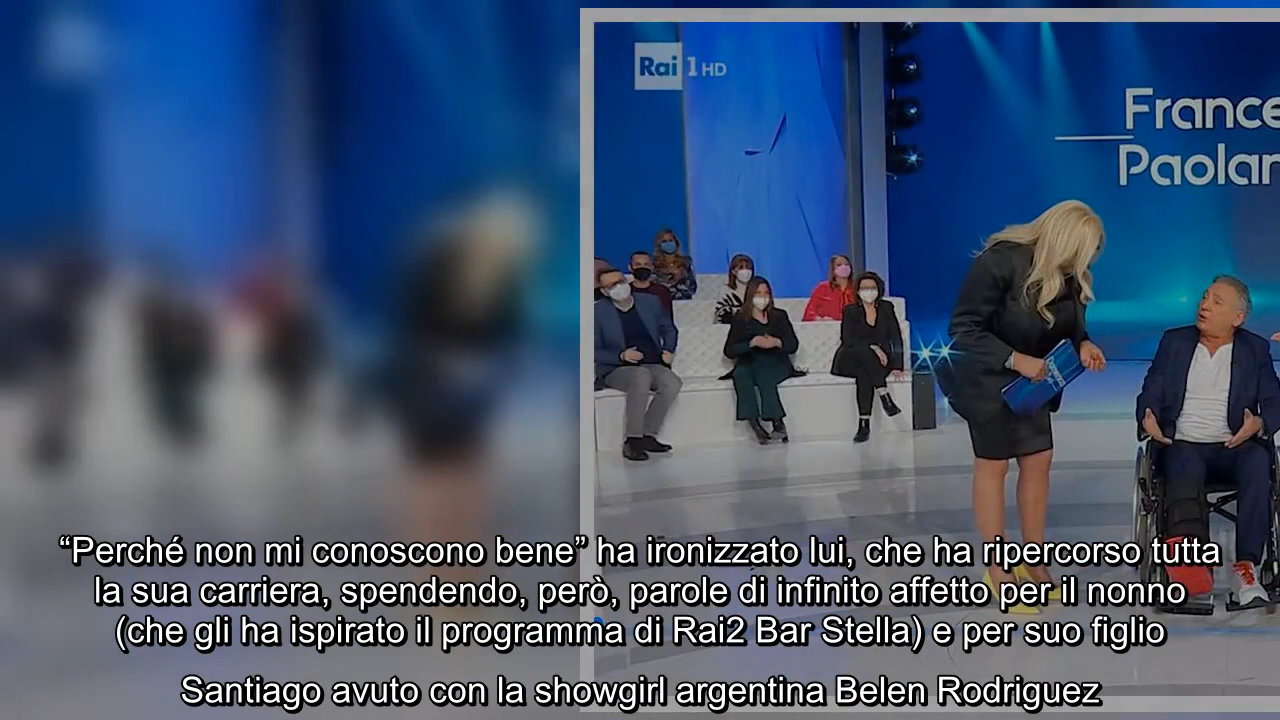 Rai 1 HD
France
Paolan
“Perché non mi conoscono bene” ha ironizzato lui, che ha ripercorso tutta
la sua carriera, spendendo, però, parole di infinito affetto per il nonno
(che gli ha ispirato il programma di Rai2 Bar Stella) e per suo figlio
Santiago avuto con la showgirl argentina Belen Rodriguez